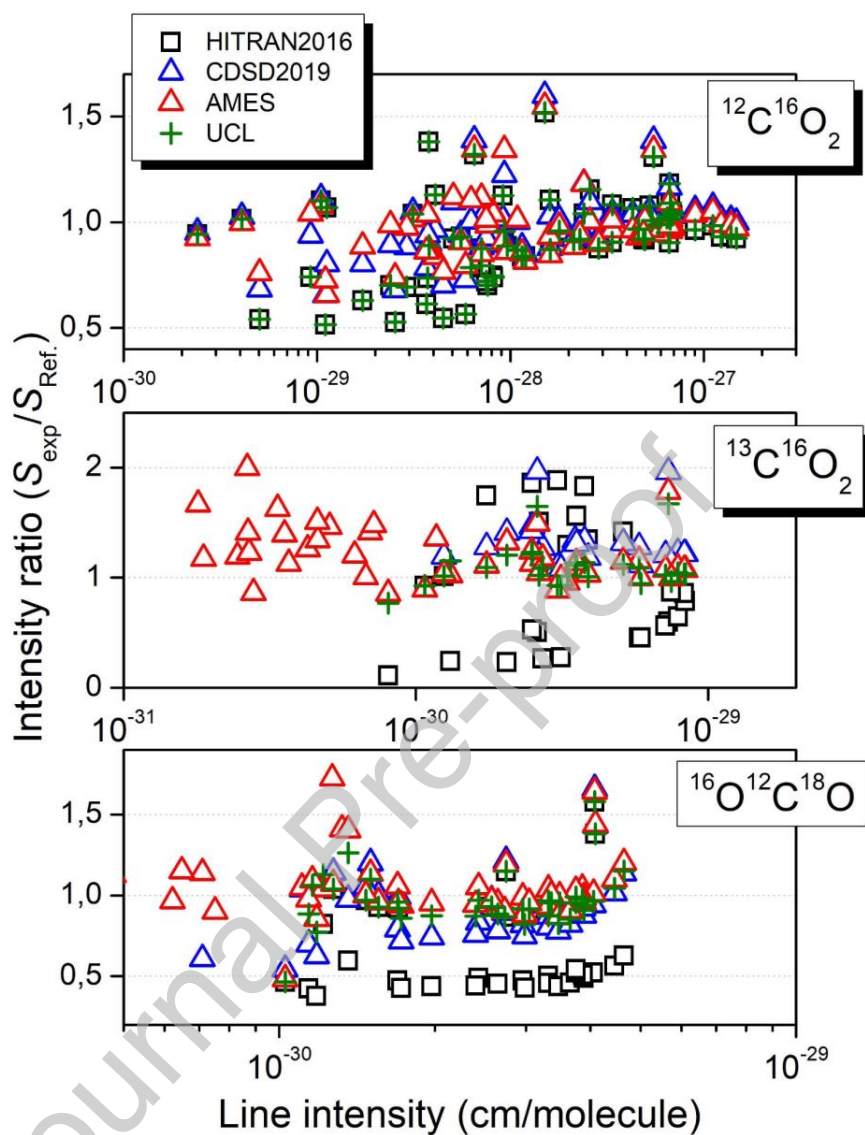 HITRAN2016
CDSD2019
AMES
UCL
¹²C¹⁶O₂
1,5
1,0
0,5
10⁻³⁰
10⁻²⁹
10⁻²⁸
10⁻²⁷
Intensity ratio (S_exp/S_Ref.)
¹³C¹⁶O₂
2
1
0
10⁻³¹
10⁻³⁰
10⁻²⁹
¹⁶O¹²C¹⁸O
1,5
1,0
0,5
10⁻³⁰
10⁻²⁹
Line intensity (cm/molecule)
Journal Pre-proof